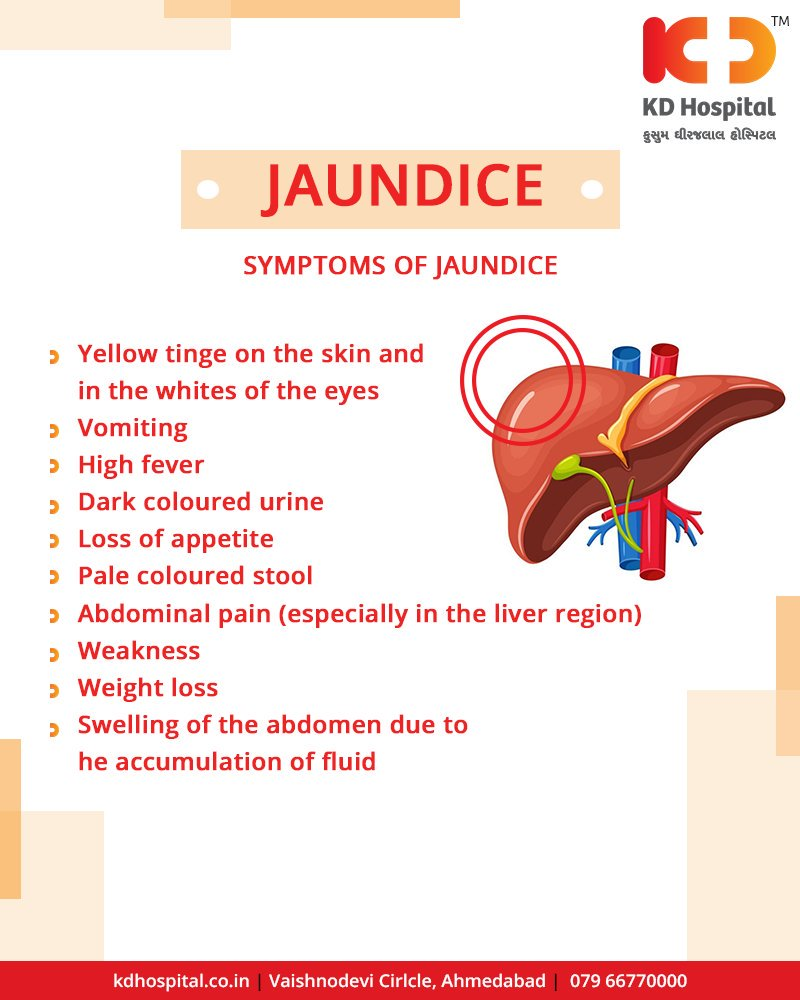 TM
KD
KD Hospital
કુસુમ ધીરજલાલ હોસ્પિટલ
JAUNDICE
SYMPTOMS OF JAUNDICE
Yellow tinge on the skin and
in the whites of the eyes
Vomiting
High fever
Dark coloured urine
Loss of appetite
Pale coloured stool
Abdominal pain (especially in the liver region)
Weakness
Weight loss
Swelling of the abdomen due to
he accumulation of fluid
kdhospital.co.in | Vaishnodevi Cirlcle, Ahmedabad | 079 66770000